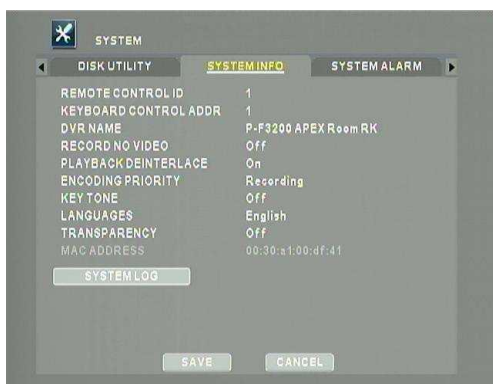 SYSTEM
DISK UTILITY SYSTEM INFO SYSTEM ALARM
REMOTE CONTROL ID 1
KEYBOARD CONTROL ADDR 1
DVR NAME P-F3200 APEX Room RK
RECORD NO VIDEO Off
PLAYBACK DEINTERLACE On
ENCODING PRIORITY Recording
KEY TONE Off
LANGUAGES English
TRANSPARENCY Off
MAC ADDRESS 00:30:a1:00:df:41
SYSTEM LOG
SAVE CANCEL